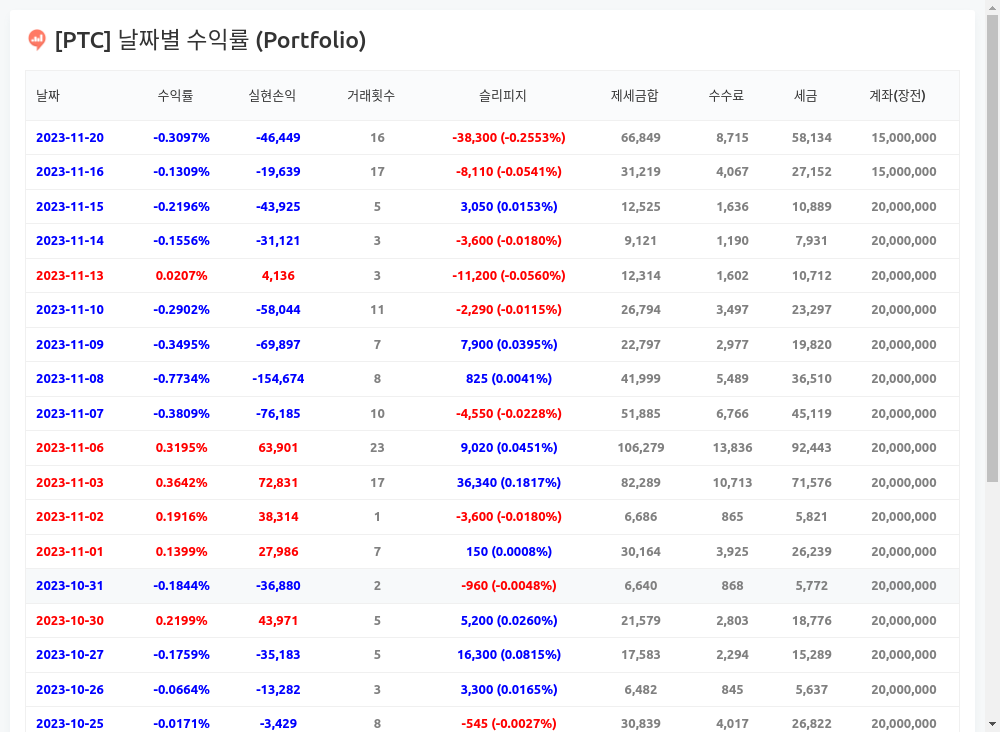 [PTC] 날짜별 수익률 (Portfolio)
날짜 수익률 실현손익 거래횟수 슬리피지 제세금합 수수료 세금 계좌(장전)
2023-11-20 -0.3097% -46,449 16 -38,300 (-0.2553%) 66,849 8,715 58,134 15,000,000
2023-11-16 -0.1309% -19,639 17 -8,110 (-0.0541%) 31,219 4,067 27,152 15,000,000
2023-11-15 -0.2196% -43,925 5 3,050 (0.0153%) 12,525 1,636 10,889 20,000,000
2023-11-14 -0.1556% -31,121 3 -3,600 (-0.0180%) 9,121 1,190 7,931 20,000,000
2023-11-13 0.0207% 4,136 3 -11,200 (-0.0560%) 12,314 1,602 10,712 20,000,000
2023-11-10 -0.2902% -58,044 11 -2,290 (-0.0115%) 26,794 3,497 23,297 20,000,000
2023-11-09 -0.3495% -69,897 7 7,900 (0.0395%) 22,797 2,977 19,820 20,000,000
2023-11-08 -0.7734% -154,674 8 825 (0.0041%) 41,999 5,489 36,510 20,000,000
2023-11-07 -0.3809% -76,185 10 -4,550 (-0.0228%) 51,885 6,766 45,119 20,000,000
2023-11-06 0.3195% 63,901 23 9,020 (0.0451%) 106,279 13,836 92,443 20,000,000
2023-11-03 0.3642% 72,831 17 36,340 (0.1817%) 82,289 10,713 71,576 20,000,000
2023-11-02 0.1916% 38,314 1 -3,600 (-0.0180%) 6,686 865 5,821 20,000,000
2023-11-01 0.1399% 27,986 7 150 (0.0008%) 30,164 3,925 26,239 20,000,000
2023-10-31 -0.1844% -36,880 2 -960 (-0.0048%) 6,640 868 5,772 20,000,000
2023-10-30 0.2199% 43,971 5 5,200 (0.0260%) 21,579 2,803 18,776 20,000,000
2023-10-27 -0.1759% -35,183 5 16,300 (0.0815%) 17,583 2,294 15,289 20,000,000
2023-10-26 -0.0664% -13,282 3 3,300 (0.0165%) 6,482 845 5,637 20,000,000
2023-10-25 -0.0171% -3,429 8 -545 (-0.0027%) 30,839 4,017 26,822 20,000,000